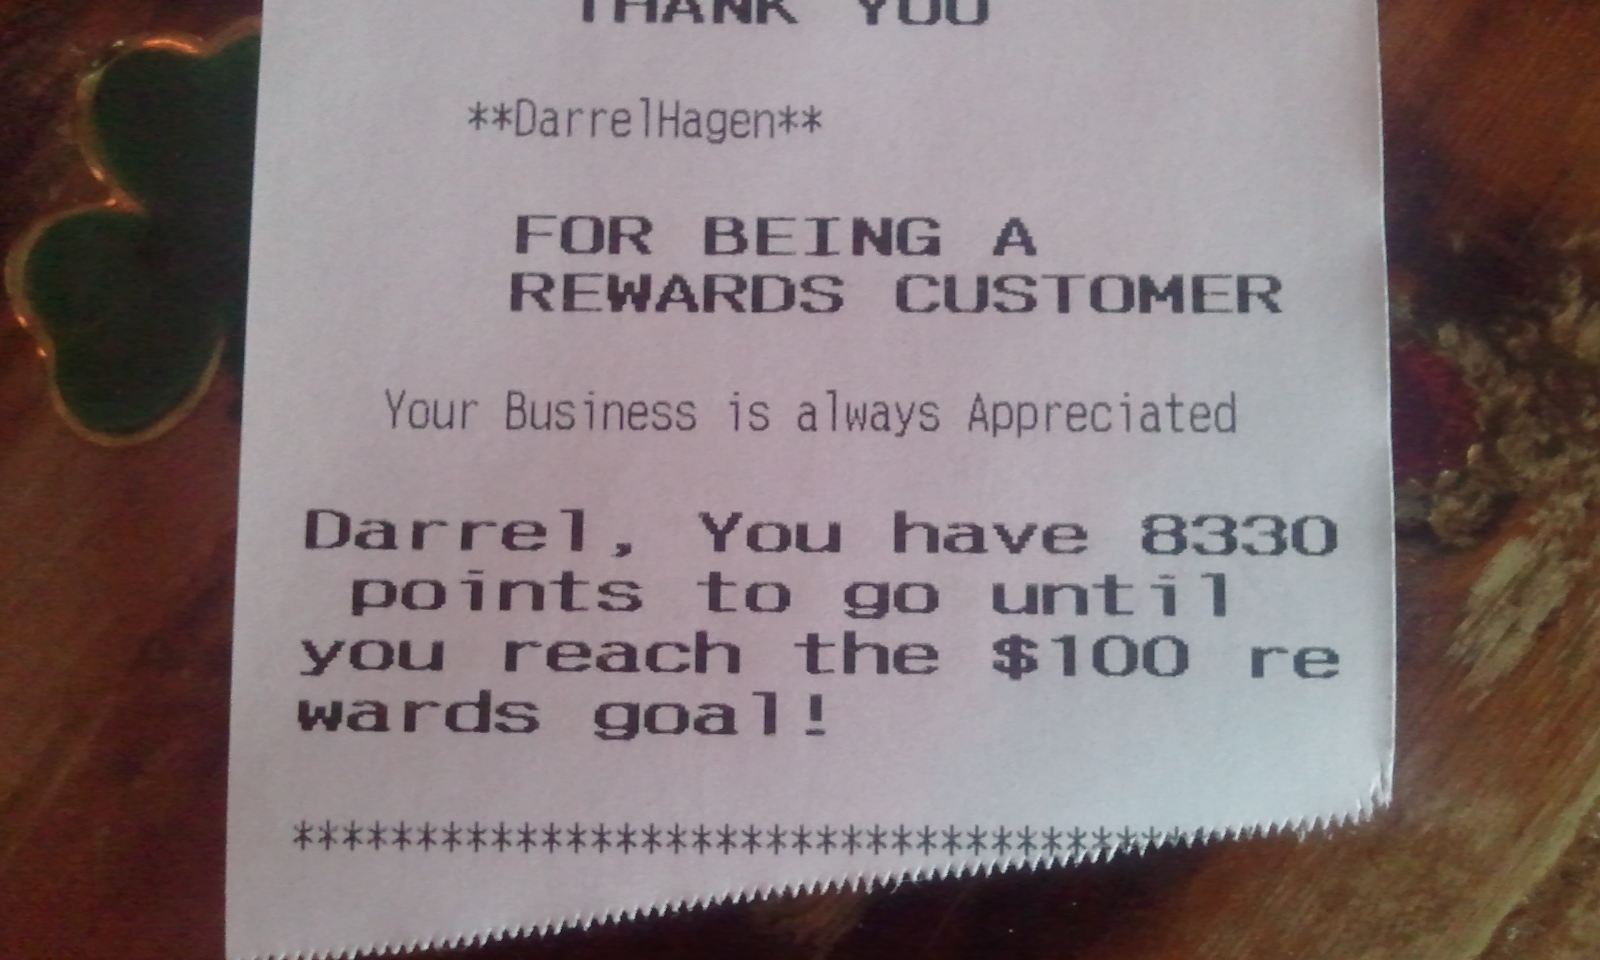 THANK YOU
**DarrelHagen**
FOR BEING A
REWARDS CUSTOMER
Your Business is always Appreciated
Darrel, You have 8330
points to go until
you reach the $100 re
wards goal!
**************************************